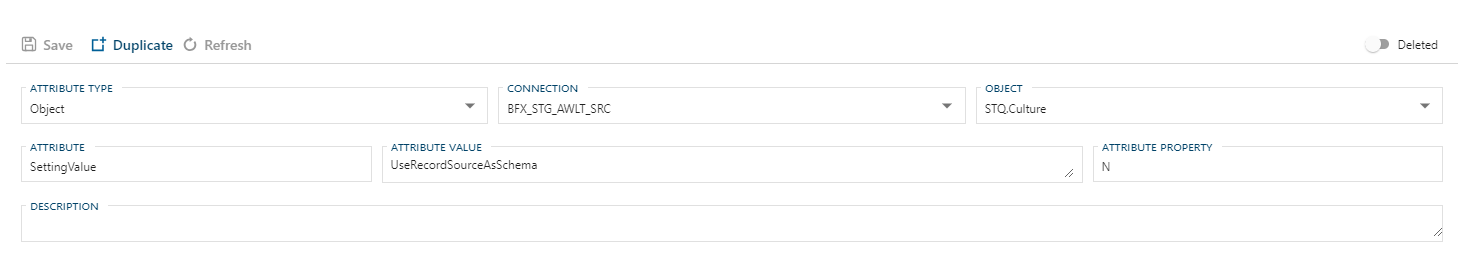 Save Duplicate Refresh Deleted
ATTRIBUTE TYPE CONNECTION OBJECT
Object BFX_STG_AWLT_SRC STQ.Culture
ATTRIBUTE ATTRIBUTE VALUE ATTRIBUTE PROPERTY
SettingValue UseRecordSourceAsSchema N
DESCRIPTION